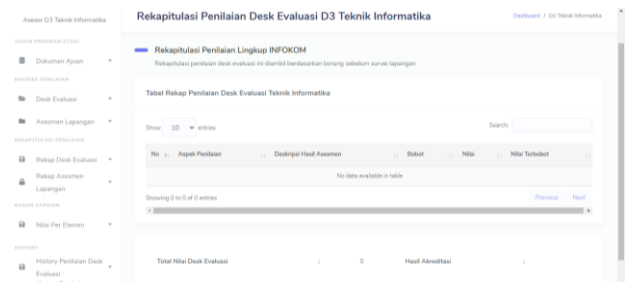 Asesor D3 Teknik Informatika
AJUAN PROGRAM STUDI
Dokumen Ajuan
MATRIKS PENILAIAN
Desk Evaluasi
Asesmen Lapangan
REKAPITULASI PENILAIAN
Rekap Desk Evaluasi
Rekap Asesmen
Lapangan
RADAR CAPAIAN
Nilai Per Elemen
HISTORY
History Penilaian Desk
Evaluasi
Rekapitulasi Penilaian Desk Evaluasi D3 Teknik Informatika
Dashboard / D3 Teknik Informatika
Rekapitulasi Penilaian Lingkup INFOKOM
Rekapitulasi penilaian desk evaluasi ini diambil berdasarkan borang sebelum survei lapangan
Tabel Rekap Penilaian Desk Evaluasi Teknik Informatika
Show 10 entries
Search:
No Aspek Penilaian Deskripsi Hasil Asesmen Bobot Nilai Nilai Terbobot
No data available in table
Showing 0 to 0 of 0 entries
Previous Next
Total Nilai Desk Evaluasi : 0 Hasil Akreditasi :